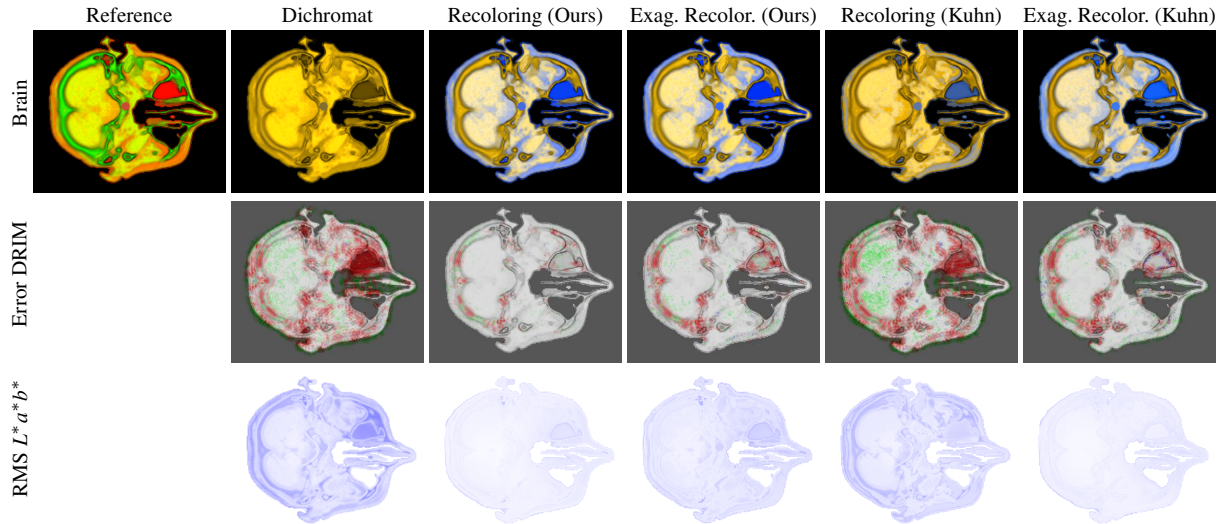 Reference Dichromat Recoloring (Ours) Exag. Recolor. (Ours) Recoloring (Kuhn) Exag. Recolor. (Kuhn)
Brain
Error DRIM
RMS L*a*b*